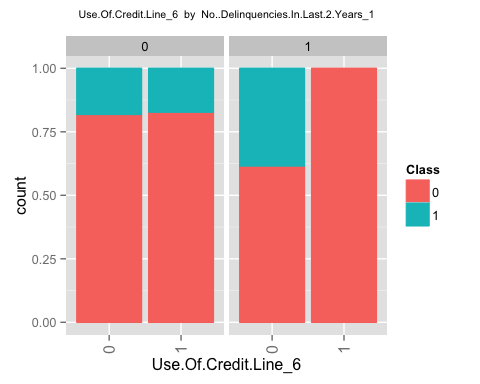 Use.Of.Credit.Line_6 by No..Delinquencies.In.Last.2.Years_1
0 1
1.00
0.75
0.50
0.25
0.00
count
0 1 0 1
Use.Of.Credit.Line_6
Class
0
1